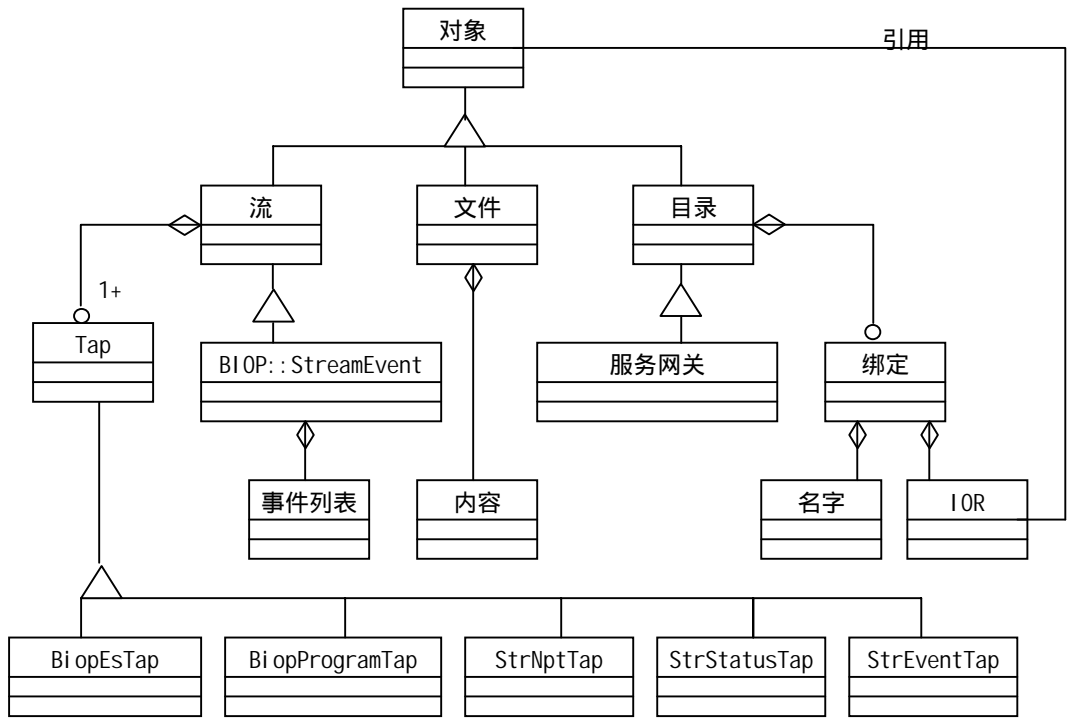 对象
引用
流
文件
目录
1+
Tap
BIOP::StreamEvent
服务网关
绑定
事件列表
内容
名字
IOR
BiopEsTap
BiopProgramTap
StrNptTap
StrStatusTap
StrEventTap